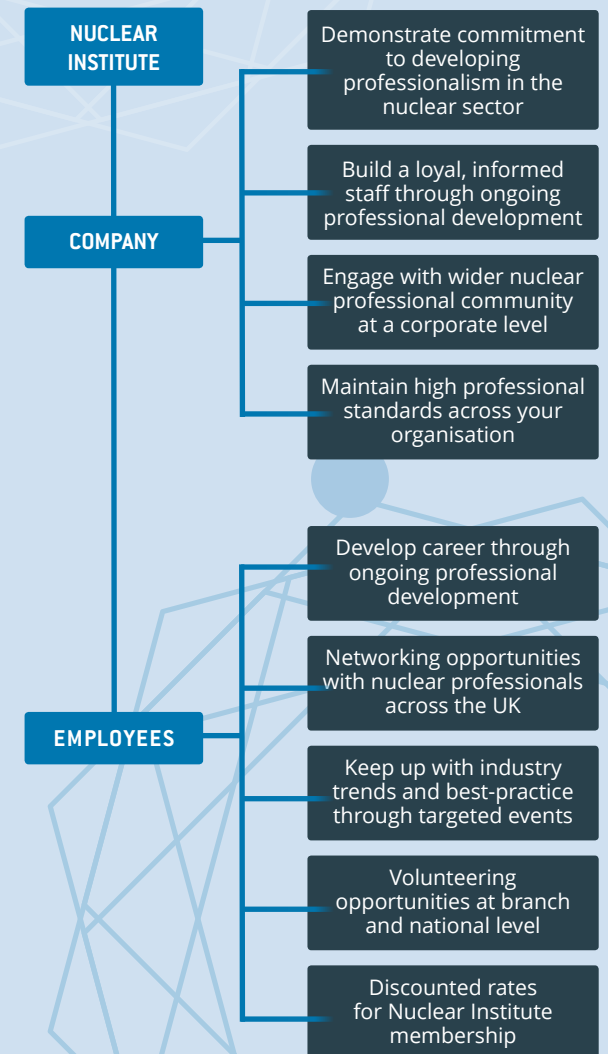 NUCLEAR
INSTITUTE
Demonstrate commitment
to developing
professionalism in the
nuclear sector
Build a loyal, informed
staff through ongoing
professional development
COMPANY
Engage with wider nuclear
professional community
at a corporate level
Maintain high professional
standards across your
organisation
Develop career through
ongoing professional
development
Networking opportunities
with nuclear professionals
across the UK
EMPLOYEES
Keep up with industry
trends and best-practice
through targeted events
Volunteering
opportunities at branch
and national level
Discounted rates
for Nuclear Institute
membership